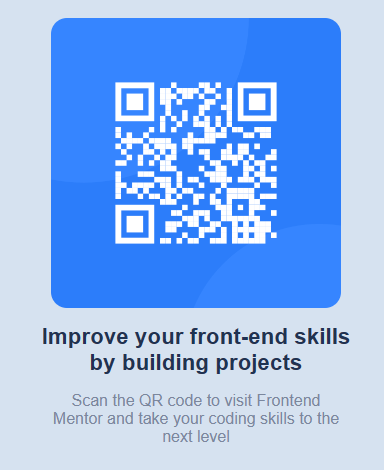 Improve your front-end skills
by building projects
Scan the QR code to visit Frontend
Mentor and take your coding skills to the
next level